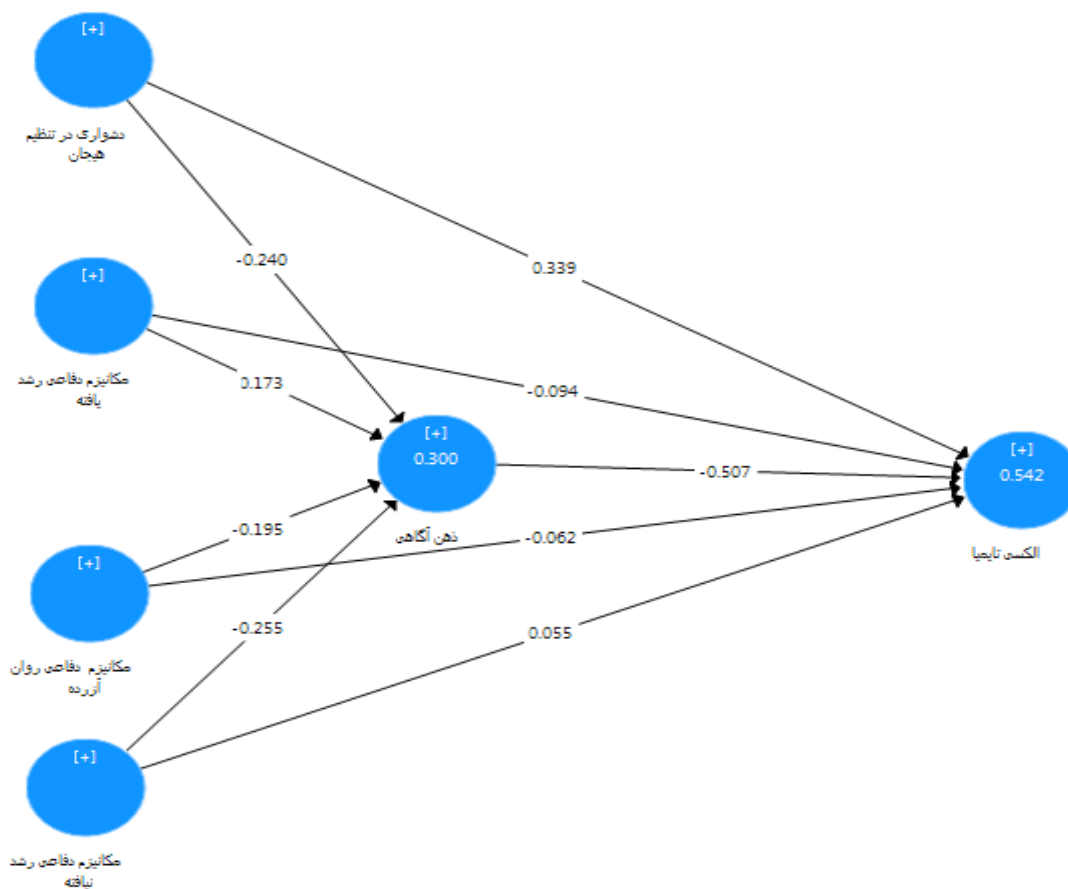 [+]
دشواری در تنظیم
هیجان
-0.240
0.339
[+]
مکانیزم دفاعی رشد
یافته
0.173
-0.094
[+]
0.300
ذهن آگاهی
-0.507
[+]
0.542
الکسی تایمیا
-0.195
-0.062
[+]
مکانیزم دفاعی روان
آزرده
-0.255
0.055
[+]
مکانیزم دفاعی رشد
نیافته